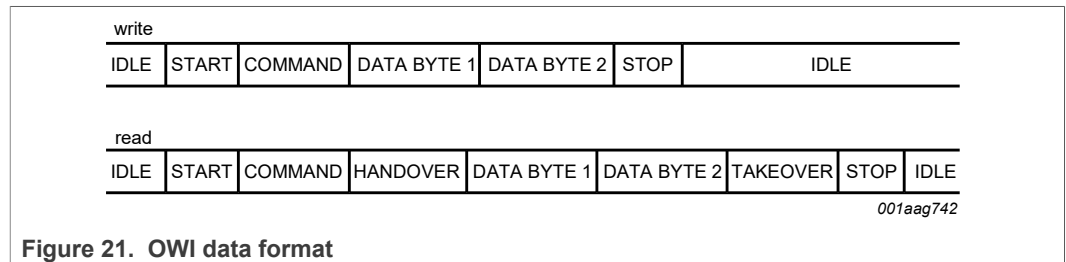 write
IDLE START COMMAND DATA BYTE 1 DATA BYTE 2 STOP IDLE
read
IDLE START COMMAND HANDOVER DATA BYTE 1 DATA BYTE 2 TAKEOVER STOP IDLE
001aag742
Figure 21. OWI data format